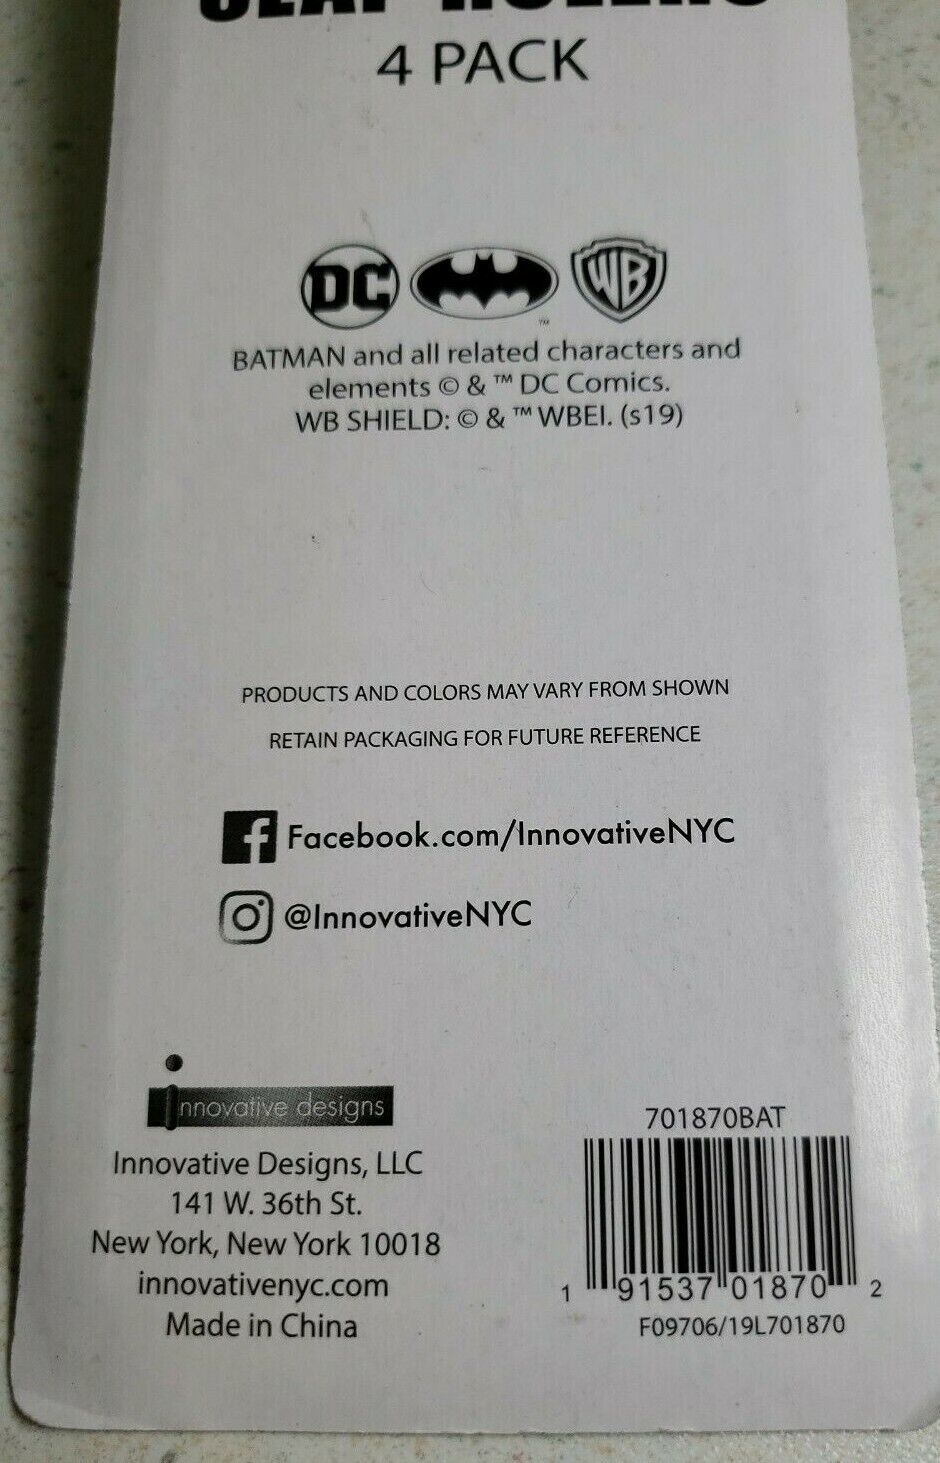 4 PACK
DC
WB
™
BATMAN and all related characters and
elements © & ™ DC Comics.
WB SHIELD: © & ™ WBEI. (s19)
PRODUCTS AND COLORS MAY VARY FROM SHOWN
RETAIN PACKAGING FOR FUTURE REFERENCE
f Facebook.com/InnovativeNYC
@InnovativeNYC
innovative designs
Innovative Designs, LLC
141 W. 36th St.
New York, New York 10018
innovativenyc.com
Made in China
701870BAT
1 91537 01870 2
F09706/19L701870